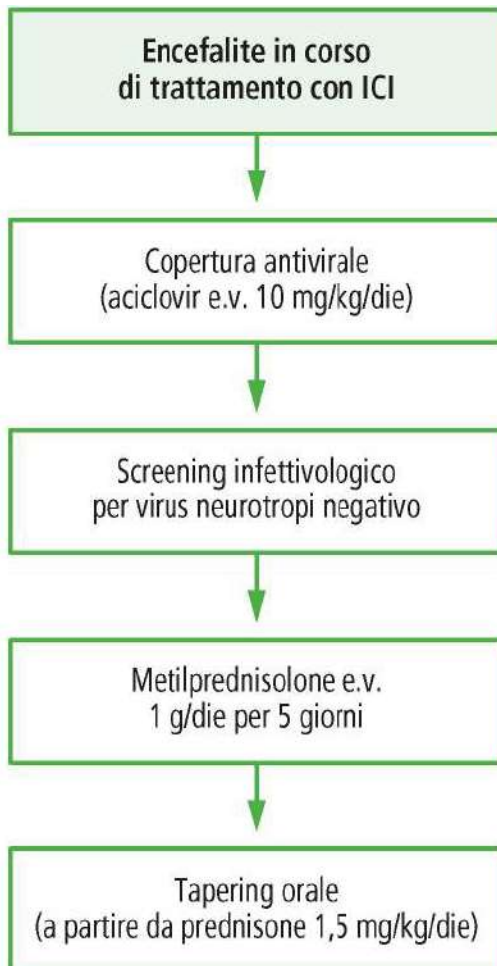 Encefalite in corso
di trattamento con ICI
Copertura antivirale
(aciclovir e.v. 10 mg/kg/die)
Screening infettivologico
per virus neurotropi negativo
Metilprednisolone e.v.
1 g/die per 5 giorni
Tapering orale
(a partire da prednisone 1,5 mg/kg/die)